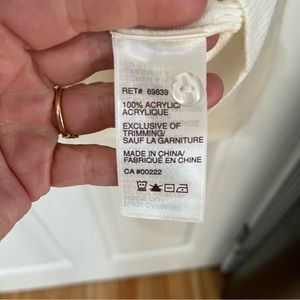 RET# 69839
100% ACRYLIC/
ACRYLIQUE
EXCLUSIVE OF
TRIMMING/
SAUF LA GARNITURE
MADE IN CHINA/
FABRIQUÉ EN CHINE
CA #00222